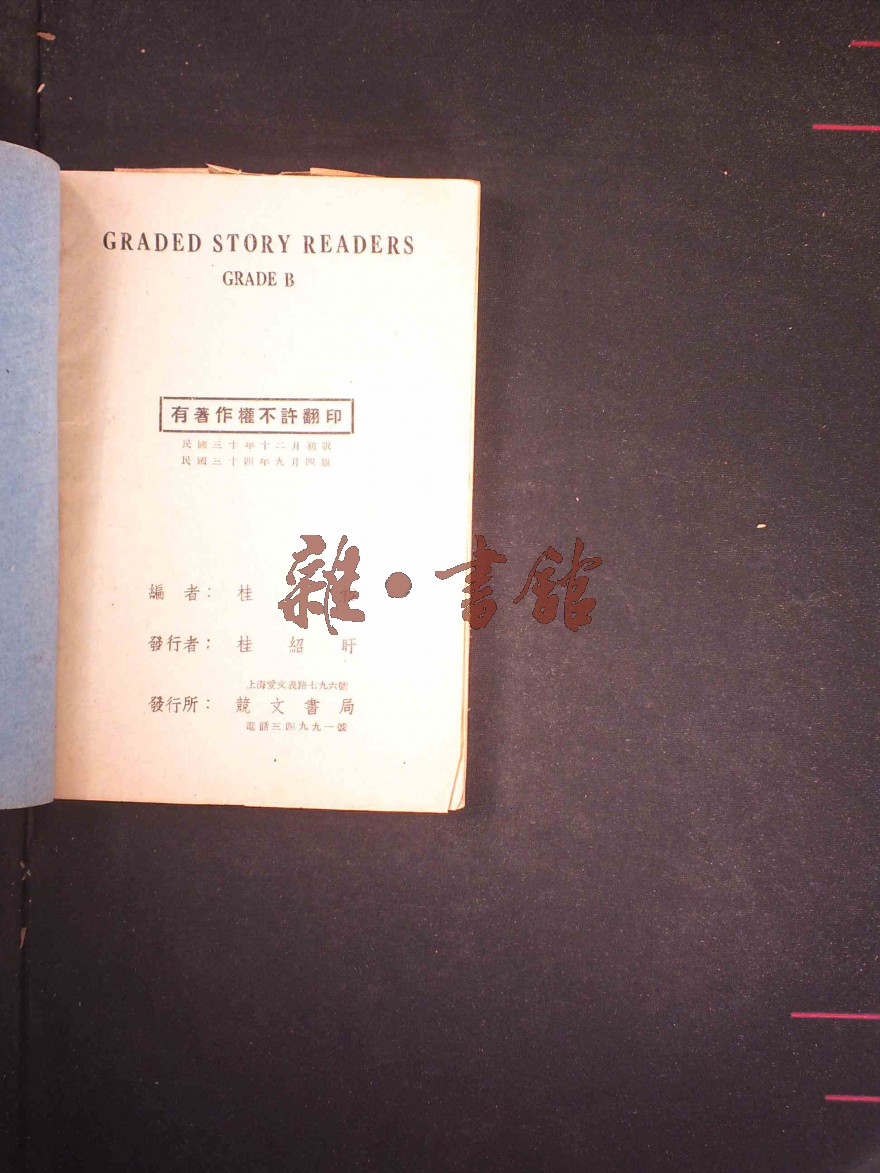 GRADED STORY READERS
GRADE B
有著作權不許翻印
民國三十年十二月初版
民國三十四年九月四版
編者：桂
雜·書館
發行者：桂紹盱
上海愛文義路七九六號
發行所：競文書局
電話三四九九一號